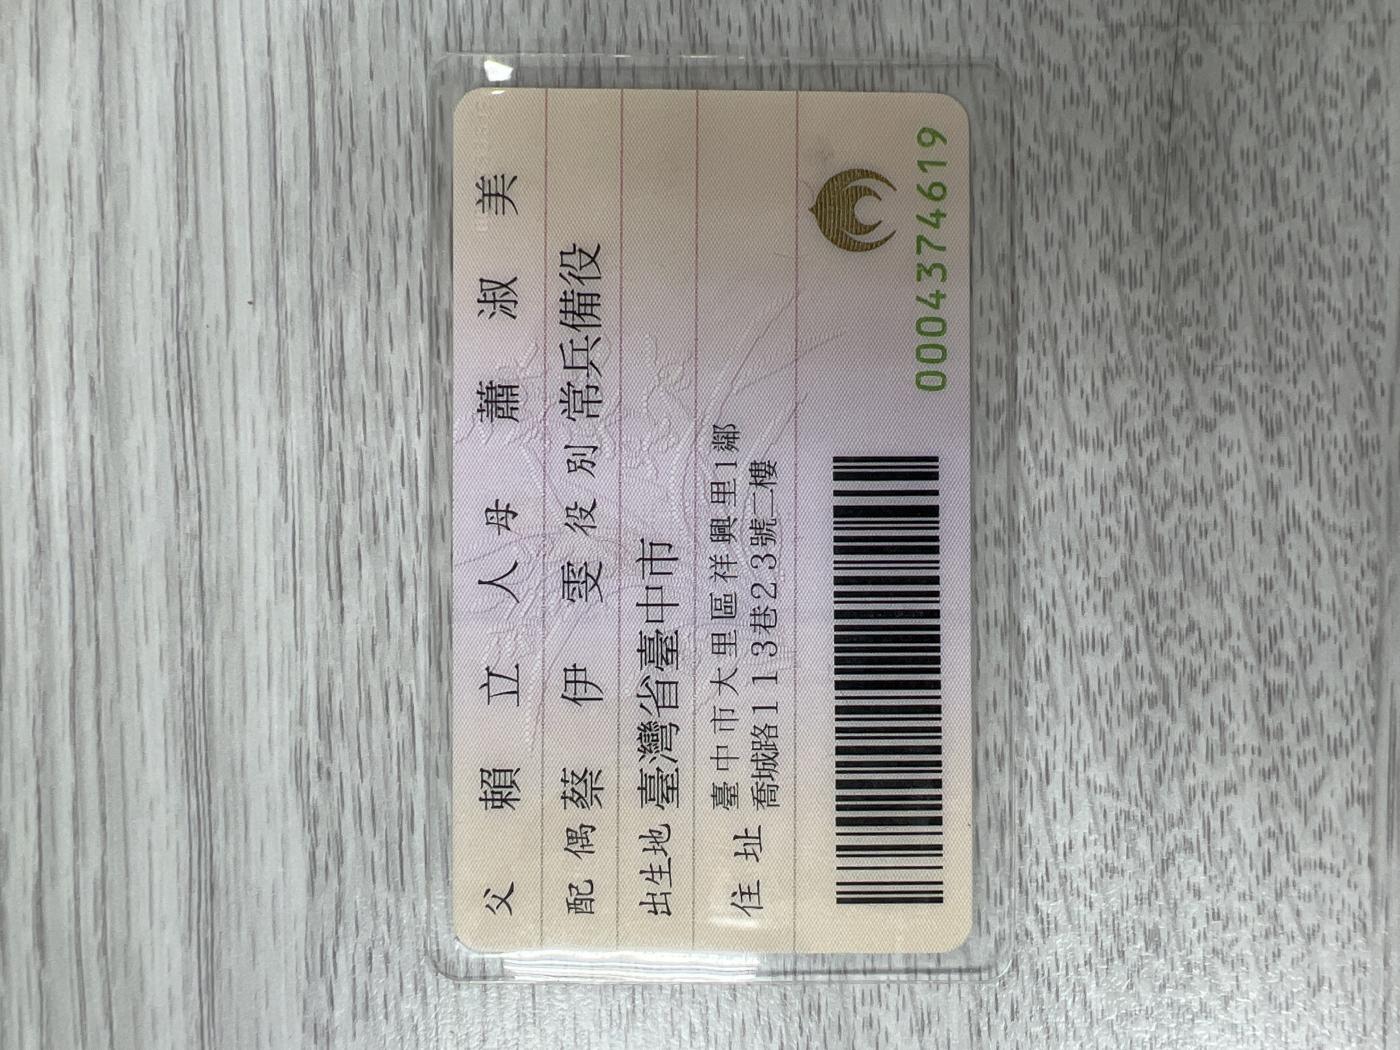 父 賴立人 母 蕭淑美
配偶 蔡伊雯 役別 常兵備役
出生地 臺灣省臺中市
住址 臺中市大里區祥興里1鄰
喬城路113巷23號二樓
0004374619